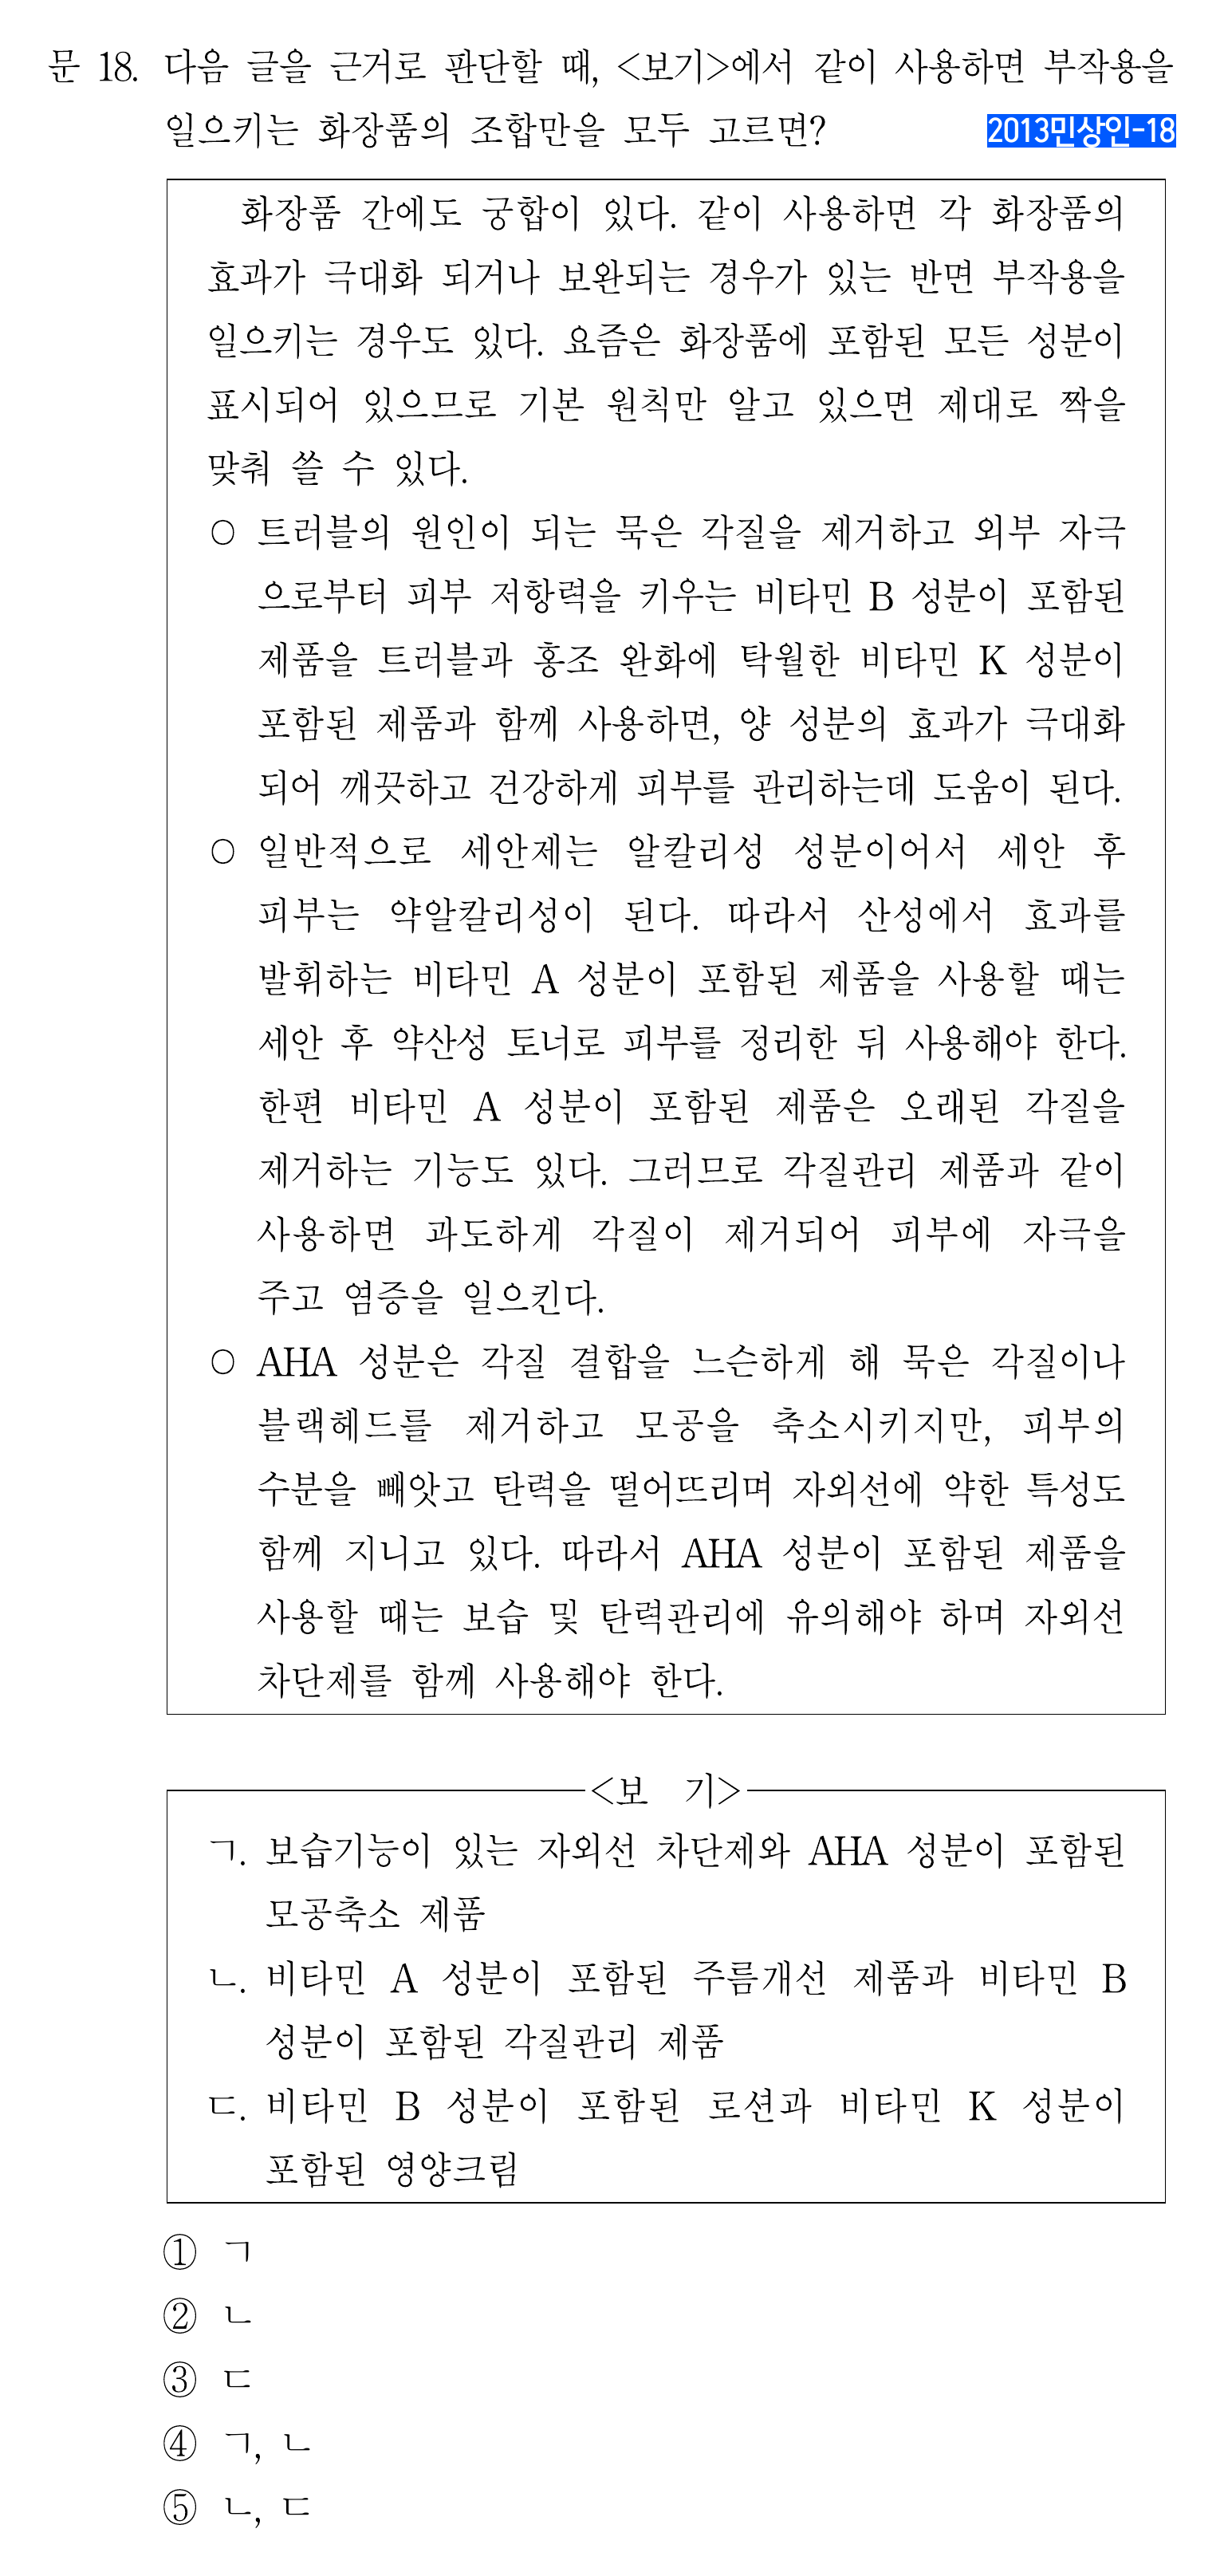 문 18. 다음 글을 근거로 판단할 때, <보기>에서 같이 사용하면 부작용을
일으키는 화장품의 조합만을 모두 고르면?
2013민상인-18
화장품 간에도 궁합이 있다. 같이 사용하면 각 화장품의
효과가 극대화 되거나 보완되는 경우가 있는 반면 부작용을
일으키는 경우도 있다. 요즘은 화장품에 포함된 모든 성분이
표시되어 있으므로 기본 원칙만 알고 있으면 제대로 짝을
맞춰 쓸 수 있다.
○ 트러블의 원인이 되는 묵은 각질을 제거하고 외부 자극
으로부터 피부 저항력을 키우는 비타민 B 성분이 포함된
제품을 트러블과 홍조 완화에 탁월한 비타민 K 성분이
포함된 제품과 함께 사용하면, 양 성분의 효과가 극대화
되어 깨끗하고 건강하게 피부를 관리하는데 도움이 된다.
○ 일반적으로 세안제는 알칼리성 성분이어서 세안 후
피부는 약알칼리성이 된다. 따라서 산성에서 효과를
발휘하는 비타민 A 성분이 포함된 제품을 사용할 때는
세안 후 약산성 토너로 피부를 정리한 뒤 사용해야 한다.
한편 비타민 A 성분이 포함된 제품은 오래된 각질을
제거하는 기능도 있다. 그러므로 각질관리 제품과 같이
사용하면 과도하게 각질이 제거되어 피부에 자극을
주고 염증을 일으킨다.
○ AHA 성분은 각질 결합을 느슨하게 해 묵은 각질이나
블랙헤드를 제거하고 모공을 축소시키지만, 피부의
수분을 빼앗고 탄력을 떨어뜨리며 자외선에 약한 특성도
함께 지니고 있다. 따라서 AHA 성분이 포함된 제품을
사용할 때는 보습 및 탄력관리에 유의해야 하며 자외선
차단제를 함께 사용해야 한다.
<보 기>
ㄱ. 보습기능이 있는 자외선 차단제와 AHA 성분이 포함된
모공축소 제품
ㄴ. 비타민 A 성분이 포함된 주름개선 제품과 비타민 B
성분이 포함된 각질관리 제품
ㄷ. 비타민 B 성분이 포함된 로션과 비타민 K 성분이
포함된 영양크림
① ㄱ
② ㄴ
③ ㄷ
④ ㄱ, ㄴ
⑤ ㄴ, ㄷ